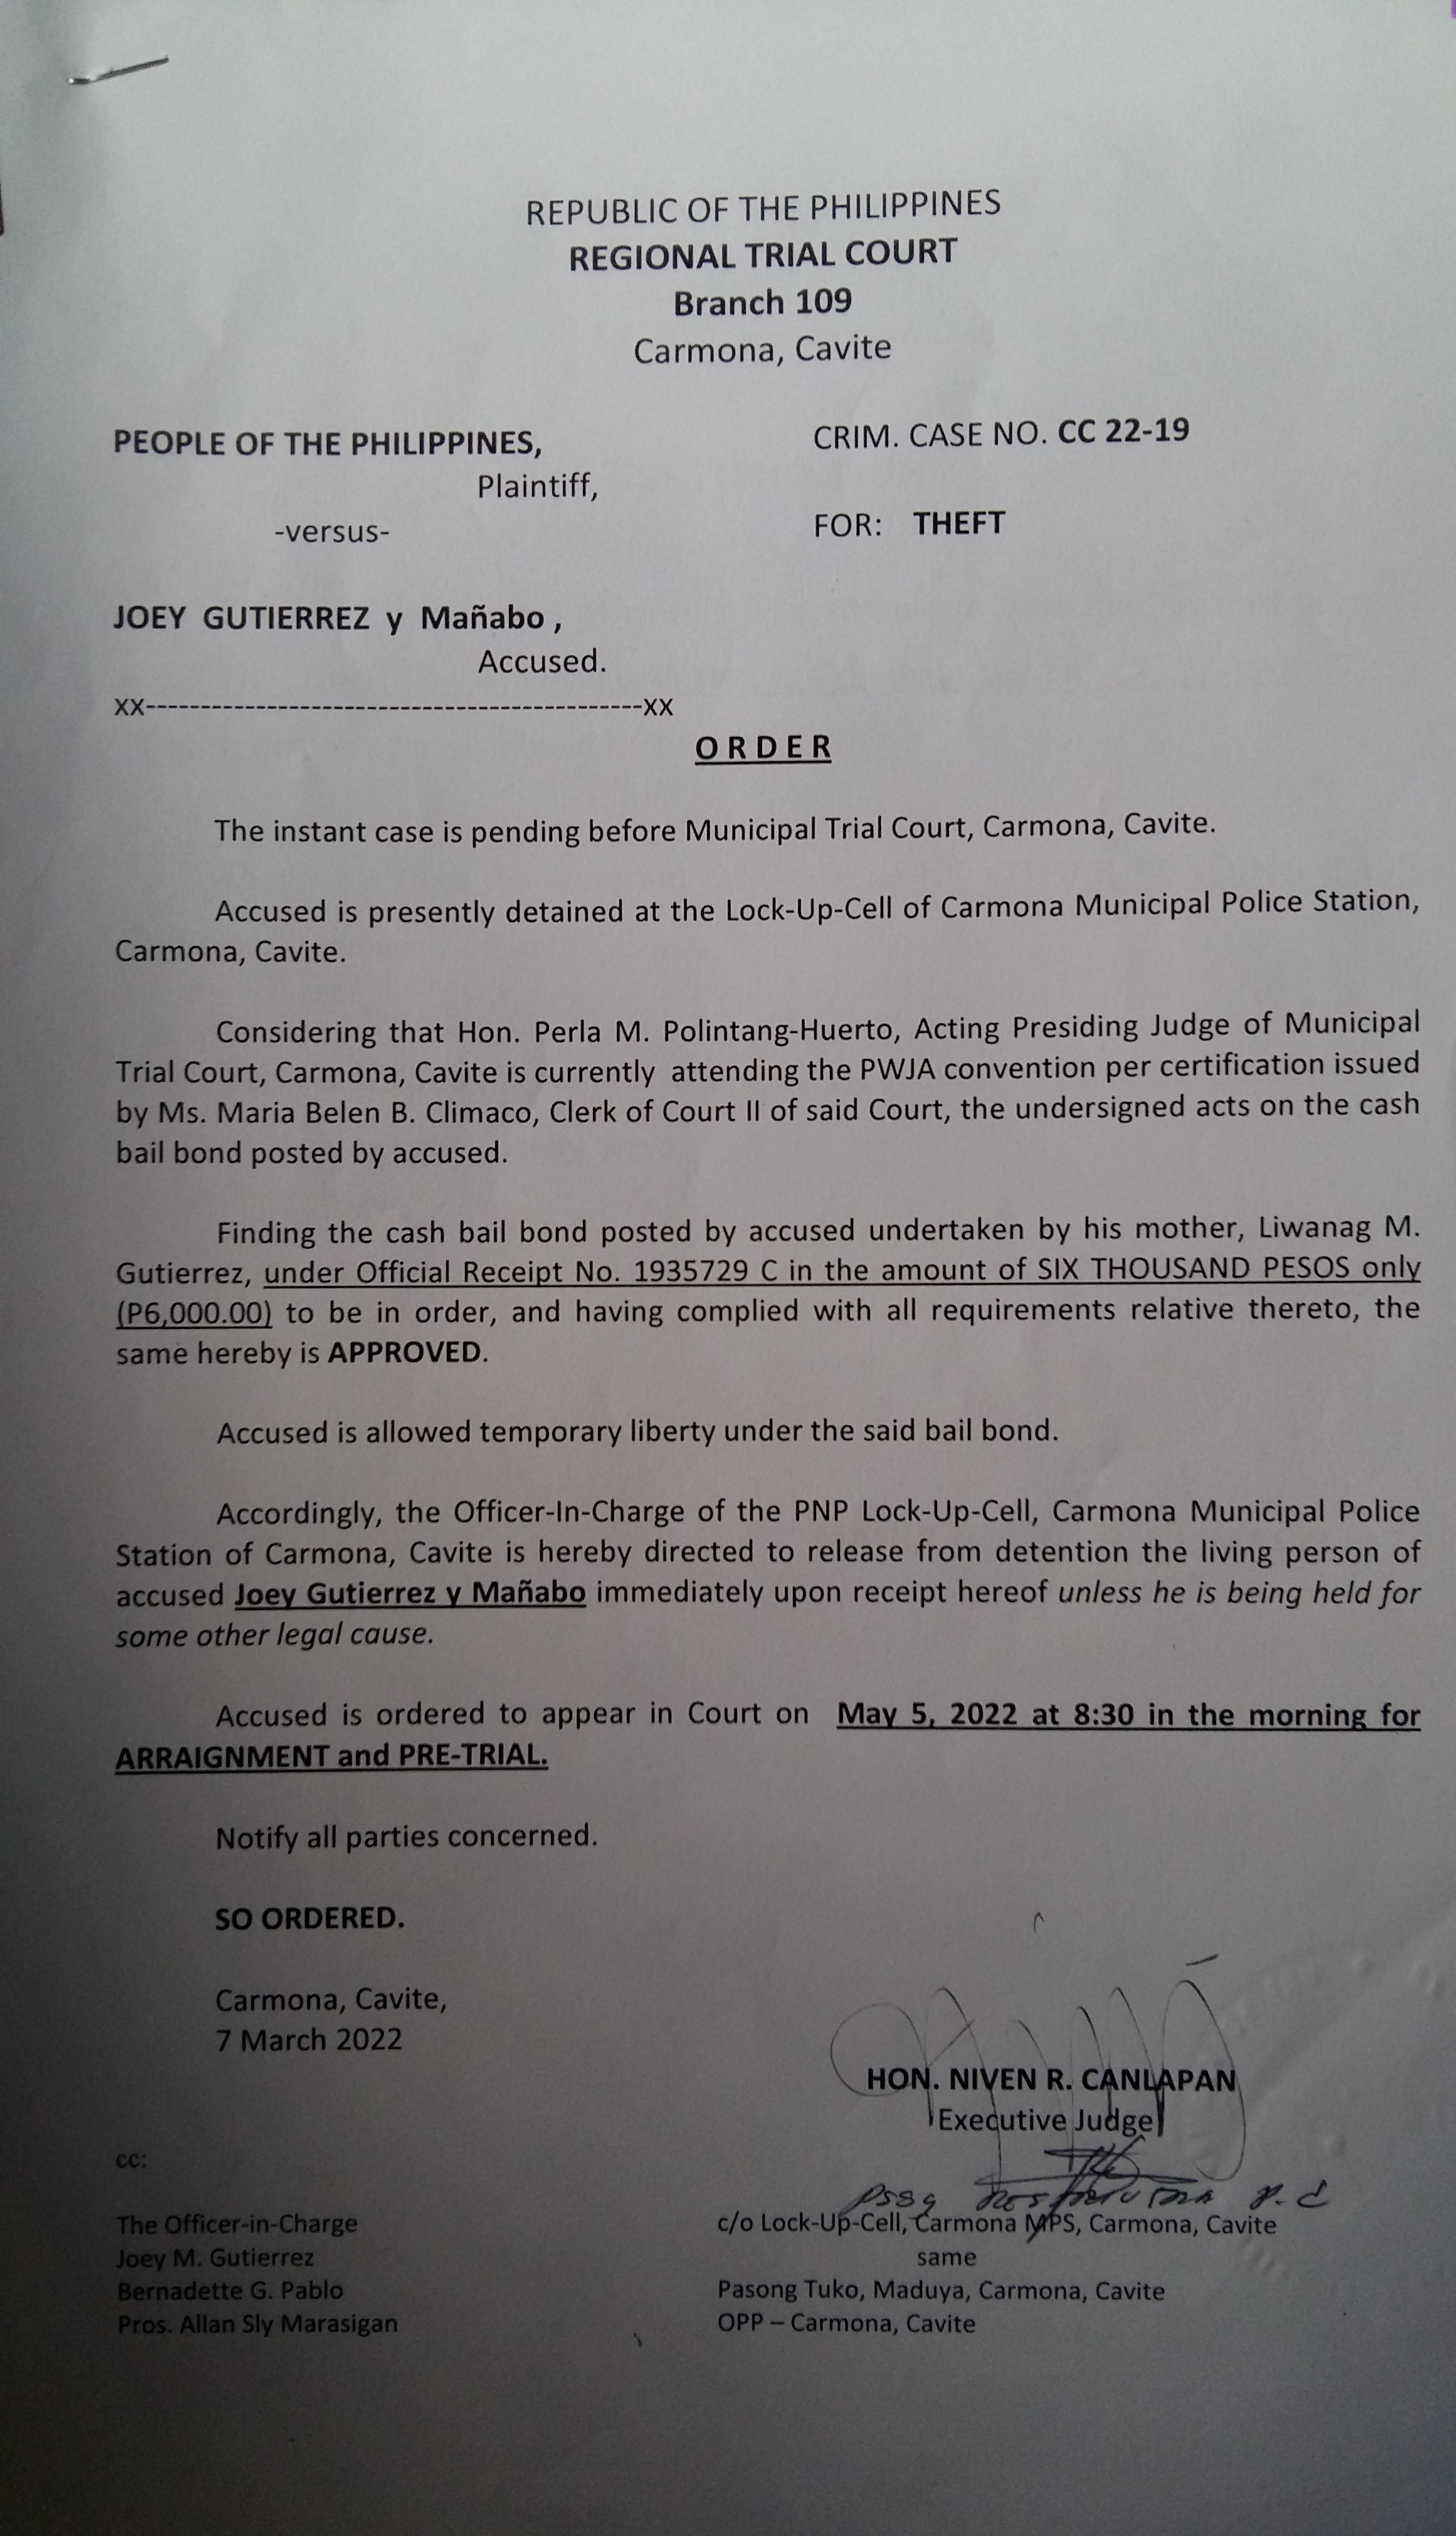 REPUBLIC OF THE PHILIPPINES
REGIONAL TRIAL COURT
Branch 109
Carmona, Cavite
PEOPLE OF THE PHILIPPINES,
CRIM. CASE NO. CC 22-19
Plaintiff,
-versus-
FOR: THEFT
JOEY GUTIERREZ y Mañabo ,
Accused.
XX------------------------------------------------XX
O R D E R
The instant case is pending before Municipal Trial Court, Carmona, Cavite.
Accused is presently detained at the Lock-Up-Cell of Carmona Municipal Police Station,
Carmona, Cavite.
Considering that Hon. Perla M. Polintang-Huerto, Acting Presiding Judge of Municipal
Trial Court, Carmona, Cavite is currently attending the PWJA convention per certification issued
by Ms. Maria Belen B. Climaco, Clerk of Court II of said Court, the undersigned acts on the cash
bail bond posted by accused.
Finding the cash bail bond posted by accused undertaken by his mother, Liwanag M.
Gutierrez, under Official Receipt No. 1935729 C in the amount of SIX THOUSAND PESOS only
(P6,000.00) to be in order, and having complied with all requirements relative thereto, the
same hereby is APPROVED.
Accused is allowed temporary liberty under the said bail bond.
Accordingly, the Officer-In-Charge of the PNP Lock-Up-Cell, Carmona Municipal Police
Station of Carmona, Cavite is hereby directed to release from detention the living person of
accused Joey Gutierrez y Mañabo immediately upon receipt hereof unless he is being held for
some other legal cause.
Accused is ordered to appear in Court on May 5, 2022 at 8:30 in the morning for
ARRAIGNMENT and PRE-TRIAL.
Notify all parties concerned.
SO ORDERED.
Carmona, Cavite,
7 March 2022
HON. NIVEN R. CANLAPAN
Executive Judge
cc:
The Officer-in-Charge
c/o Lock-Up-Cell, Carmona MPS, Carmona, Cavite
Joey M. Gutierrez
same
Bernadette G. Pablo
Pasong Tuko, Maduya, Carmona, Cavite
Pros. Allan Sly Marasigan
OPP – Carmona, Cavite